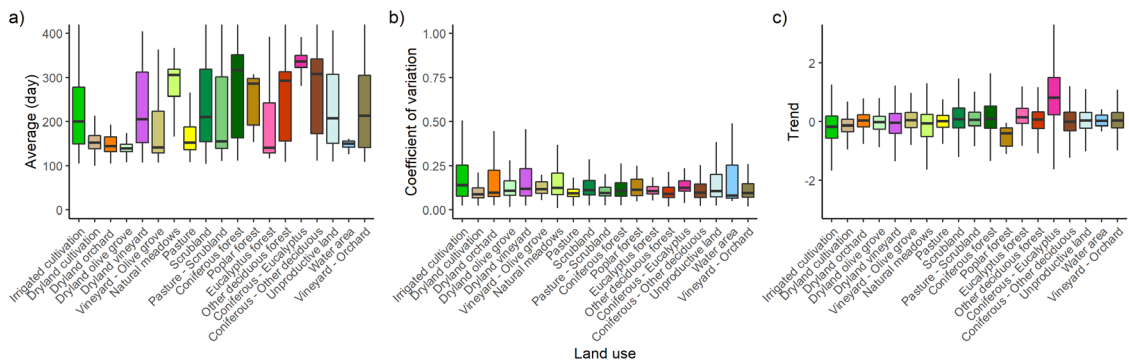 a)
Average (day)
400
300
200
100
0
Irrigated cultivation
Dryland cultivation
Dryland orchard
Dryland olive grove
Dryland vineyard
Vineyard - Olive grove
Natural meadows
Pasture
Scrubland
Pasture - Scrubland
Coniferous forest
Poplar forest
Eucalyptus forest
Other deciduous forest
Coniferous - Eucalyptus
Coniferous - Other deciduous
Unproductive land
Water area
Vineyard - Orchard
b)
Coefficient of variation
1.00
0.75
0.50
0.25
0.00
Irrigated cultivation
Dryland cultivation
Dryland orchard
Dryland olive grove
Dryland vineyard
Vineyard - Olive grove
Natural meadows
Pasture
Scrubland
Pasture - Scrubland
Coniferous forest
Poplar forest
Eucalyptus forest
Other deciduous forest
Coniferous - Eucalyptus
Coniferous - Other deciduous
Unproductive land
Water area
Vineyard - Orchard
c)
Trend
2
0
-2
Irrigated cultivation
Dryland cultivation
Dryland orchard
Dryland olive grove
Dryland vineyard
Vineyard - Olive grove
Natural meadows
Pasture
Scrubland
Pasture - Scrubland
Coniferous forest
Poplar forest
Eucalyptus forest
Other deciduous forest
Coniferous - Eucalyptus
Coniferous - Other deciduous
Unproductive land
Water area
Vineyard - Orchard
Land use